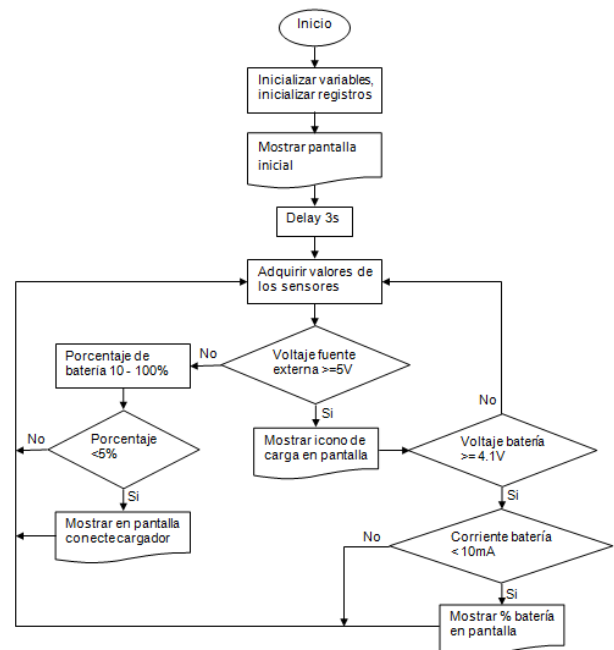 Inicio
Inicializar variables,
inicializar registros
Mostrar pantalla
inicial
Delay 3s
Adquirir valores de
los sensores
Voltaje fuente
externa >=5V
No
Si
Porcentaje de
batería 10 - 100%
Porcentaje
<5%
No
Si
Mostrar en pantalla
conecte cargador
Mostrar icono de
carga en pantalla
Voltaje batería
>= 4.1V
No
Si
Corriente batería
< 10mA
No
Si
Mostrar % batería
en pantalla